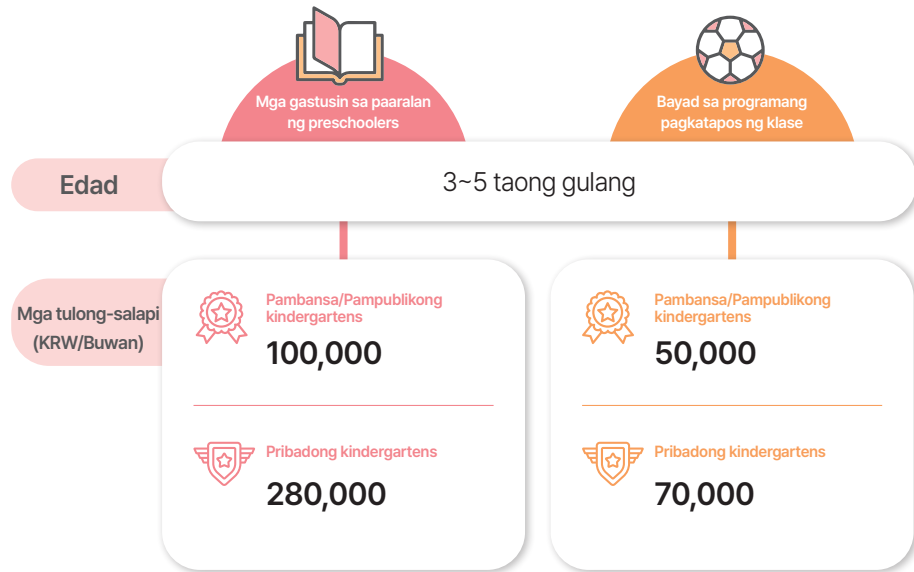 Mga gastusin sa paaralan
ng preschoolers
Bayad sa programang
pagkatapos ng klase
Edad
3~5 taong gulang
Mga tulong-salapi
(KRW/Buwan)
Pambansa/Pampublikong
kindergartens
100,000
Pribadong kindergartens
280,000
Pambansa/Pampublikong
kindergartens
50,000
Pribadong kindergartens
70,000